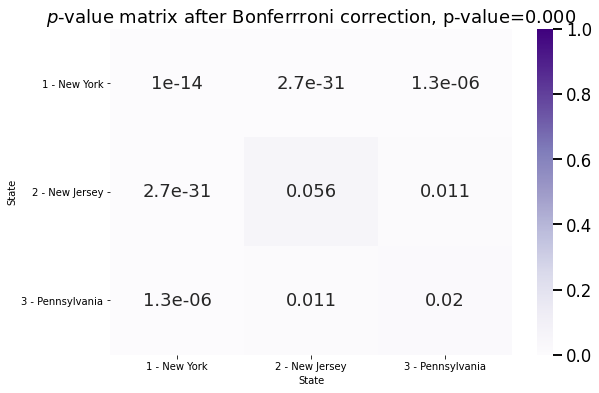 p-value matrix after Bonferrroni correction, p-value=0.000
State
1 - New York
1e-14 2.7e-31 1.3e-06
2 - New Jersey
2.7e-31 0.056 0.011
3 - Pennsylvania
1.3e-06 0.011 0.02
1 - New York 2 - New Jersey 3 - Pennsylvania
State
1.0
0.8
0.6
0.4
0.2
0.0